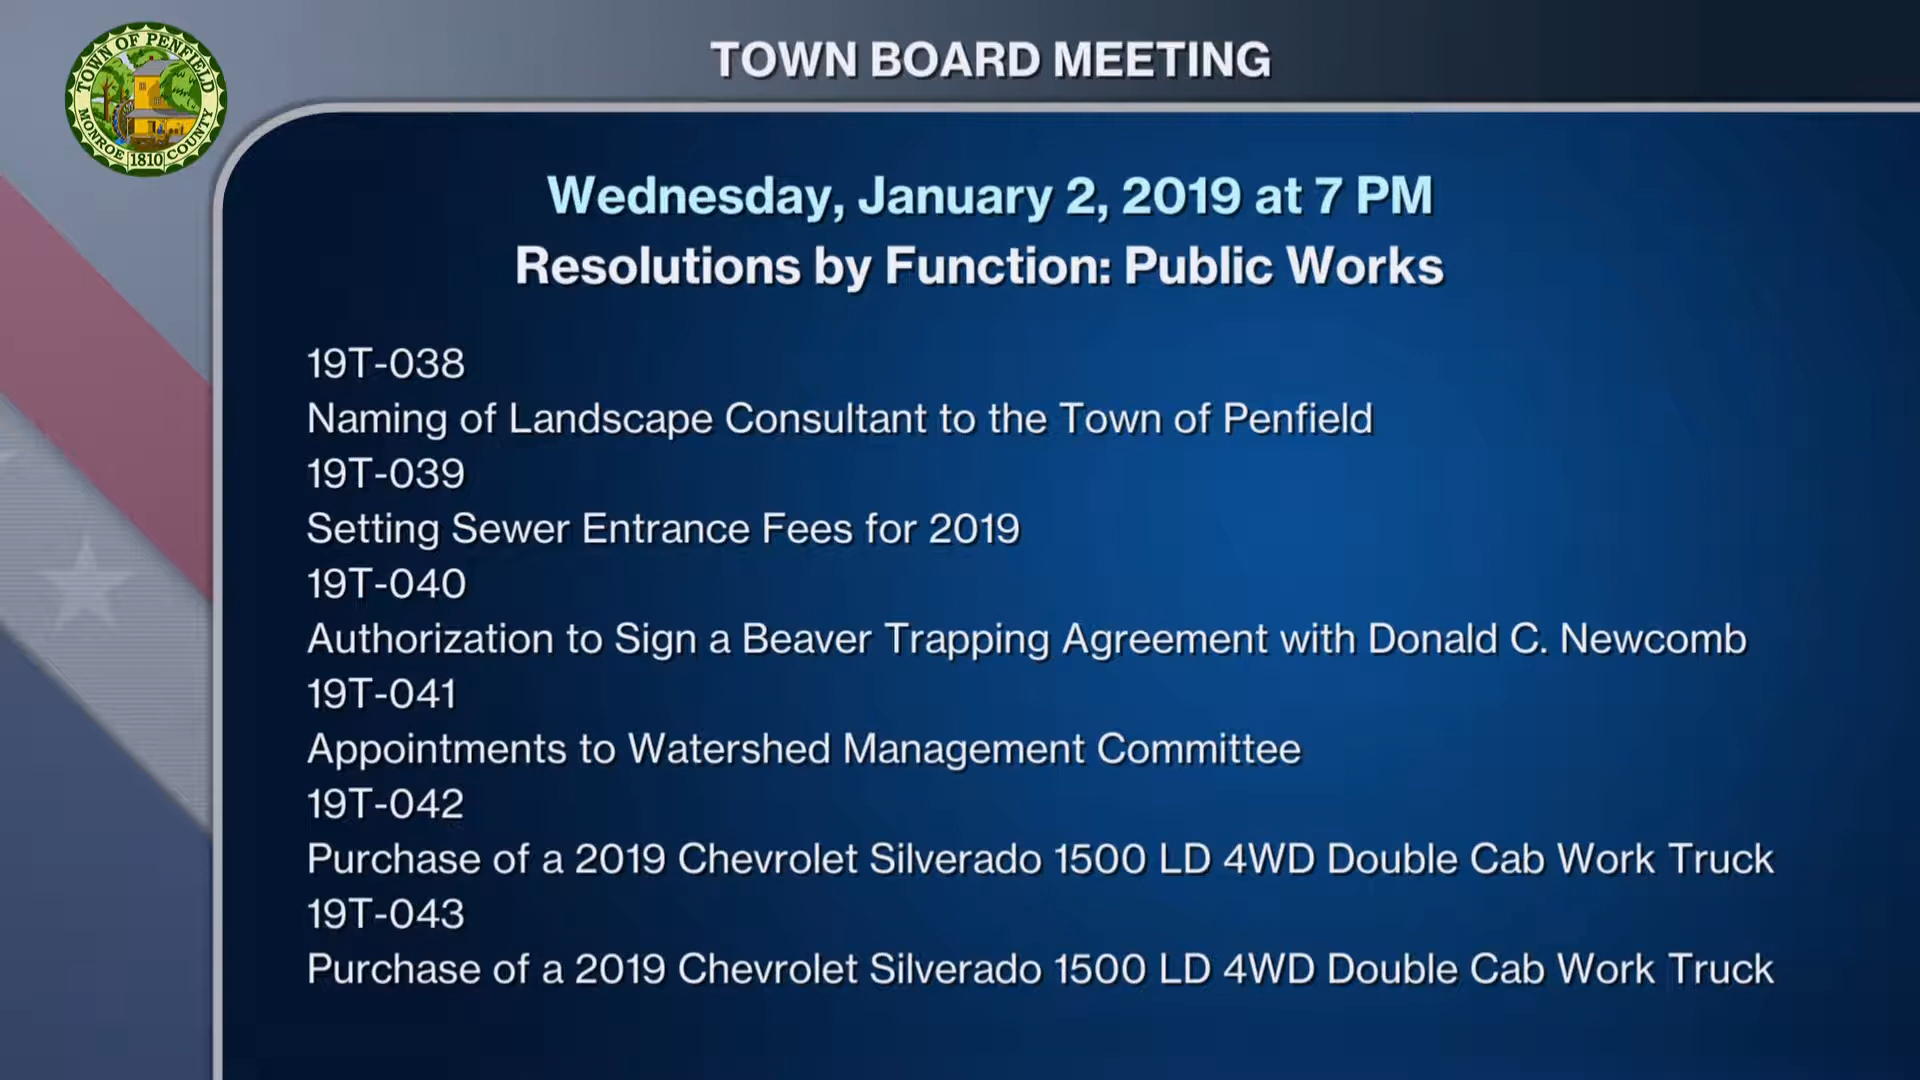 TOWN OF PENFIELD
MONROE 1810 COUNTY
TOWN BOARD MEETING
Wednesday, January 2, 2019 at 7 PM
Resolutions by Function: Public Works
19T-038
Naming of Landscape Consultant to the Town of Penfield
19T-039
Setting Sewer Entrance Fees for 2019
19T-040
Authorization to Sign a Beaver Trapping Agreement with Donald C. Newcomb
19T-041
Appointments to Watershed Management Committee
19T-042
Purchase of a 2019 Chevrolet Silverado 1500 LD 4WD Double Cab Work Truck
19T-043
Purchase of a 2019 Chevrolet Silverado 1500 LD 4WD Double Cab Work Truck